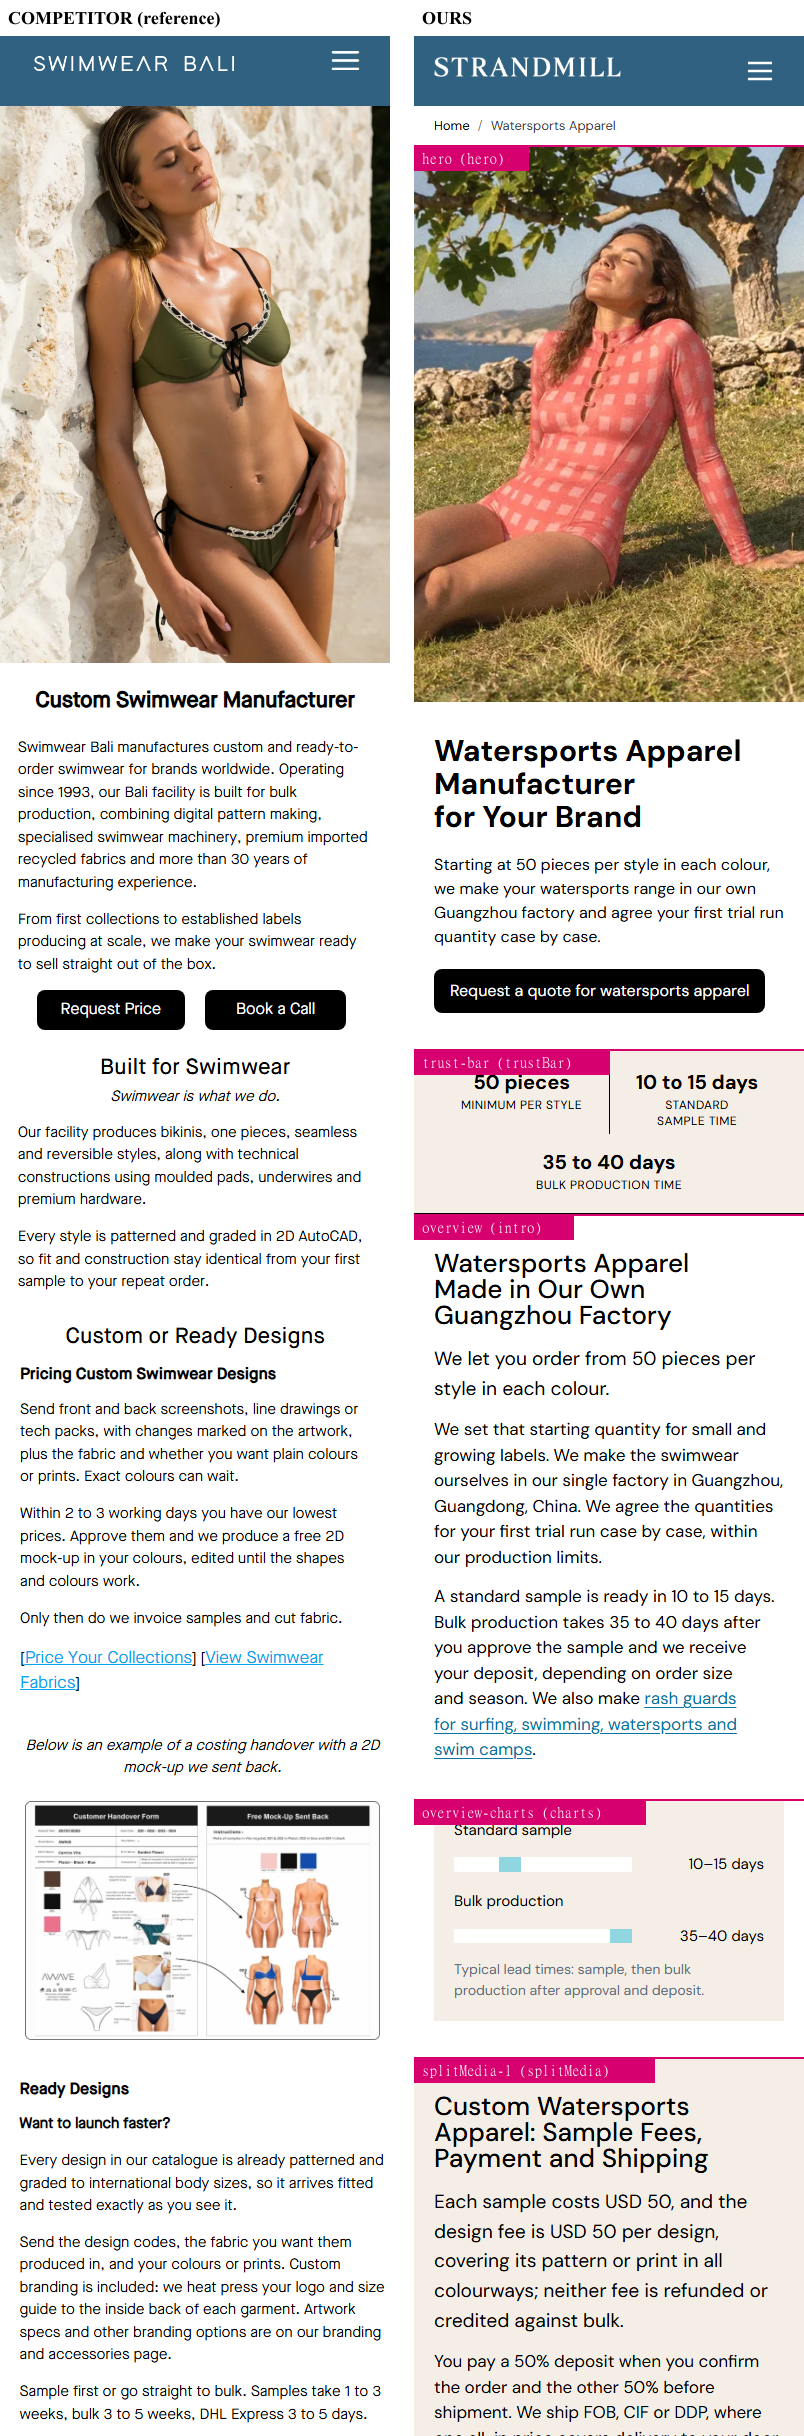 COMPETITOR (reference)
SWIMWEAR BALI
Custom Swimwear Manufacturer
Swimwear Bali manufactures custom and ready-to-
order swimwear for brands worldwide. Operating
since 1993, our Bali facility is built for bulk
production, combining digital pattern making,
specialised swimwear machinery, premium imported
recycled fabrics and more than 30 years of
manufacturing experience.
From first collections to established labels
producing at scale, we make your swimwear ready
to sell straight out of the box.
Request Price
Book a Call
Built for Swimwear
Swimwear is what we do.
Our facility produces bikinis, one pieces, seamless
and reversible styles, along with technical
constructions using moulded pads, underwires and
premium hardware.
Every style is patterned and graded in 2D AutoCAD,
so fit and construction stay identical from your first
sample to your repeat order.
Custom or Ready Designs
Pricing Custom Swimwear Designs
Send front and back screenshots, line drawings or
tech packs, with changes marked on the artwork,
plus the fabric and whether you want plain colours
or prints. Exact colours can wait.
Within 2 to 3 working days you have our lowest
prices. Approve them and we produce a free 2D
mock-up in your colours, edited until the shapes
and colours work.
Only then do we invoice samples and cut fabric.
[Price Your Collections] [View Swimwear
Fabrics]
Below is an example of a costing handover with a 2D
mock-up we sent back.
Customer Handover Form
Free Mock-Up Sent Back
Instructions :
AWAVE
Ready Designs
Want to launch faster?
Every design in our catalogue is already patterned and
graded to international body sizes, so it arrives fitted
and tested exactly as you see it.
Send the design codes, the fabric you want them
produced in, and your colours or prints. Custom
branding is included: we heat press your logo and size
guide to the inside back of each garment. Artwork
specs and other branding options are on our branding
and accessories page.
Sample first or go straight to bulk. Samples take 1 to 3
weeks, bulk 3 to 5 weeks, DHL Express 3 to 5 days.
OURS
STRANDMILL
Home / Watersports Apparel
hero (hero)
Watersports Apparel
Manufacturer
for Your Brand
Starting at 50 pieces per style in each colour,
we make your watersports range in our own
Guangzhou factory and agree your first trial run
quantity case by case.
Request a quote for watersports apparel
trust-bar (trustBar)
50 pieces
MINIMUM PER STYLE
10 to 15 days
STANDARD
SAMPLE TIME
35 to 40 days
BULK PRODUCTION TIME
overview (intro)
Watersports Apparel
Made in Our Own
Guangzhou Factory
We let you order from 50 pieces per
style in each colour.
We set that starting quantity for small and
growing labels. We make the swimwear
ourselves in our single factory in Guangzhou,
Guangdong, China. We agree the quantities
for your first trial run case by case, within
our production limits.
A standard sample is ready in 10 to 15 days.
Bulk production takes 35 to 40 days after
you approve the sample and we receive
your deposit, depending on order size
and season. We also make rash guards
for surfing, swimming, watersports and
swim camps.
overview-charts (charts)
Standard sample
10–15 days
Bulk production
35–40 days
Typical lead times: sample, then bulk
production after approval and deposit.
splitMedia-1 (splitMedia)
Custom Watersports
Apparel: Sample Fees,
Payment and Shipping
Each sample costs USD 50, and the
design fee is USD 50 per design,
covering its pattern or print in all
colourways; neither fee is refunded or
credited against bulk.
You pay a 50% deposit when you confirm
the order and the other 50% before
shipment. We ship FOB, CIF or DDP, where